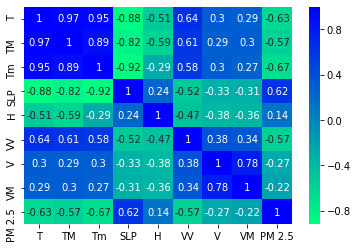 T 1 0.97 0.95 -0.88 -0.51 0.64 0.3 0.29 -0.63
TM 0.97 1 0.89 -0.82 -0.59 0.61 0.29 0.3 -0.57
Tm 0.95 0.89 1 -0.92 -0.29 0.58 0.3 0.27 -0.67
SLP -0.88 -0.82 -0.92 1 0.24 -0.52 -0.33 -0.31 0.62
H -0.51 -0.59 -0.29 0.24 1 -0.47 -0.38 -0.36 0.14
VV 0.64 0.61 0.58 -0.52 -0.47 1 0.38 0.34 -0.57
V 0.3 0.29 0.3 -0.33 -0.38 0.38 1 0.78 -0.27
VM 0.29 0.3 0.27 -0.31 -0.36 0.34 0.78 1 -0.22
PM 2.5 -0.63 -0.57 -0.67 0.62 0.14 -0.57 -0.27 -0.22 1
T TM Tm SLP H VV V VM PM 2.5
0.8
0.4
0.0
-0.4
-0.8